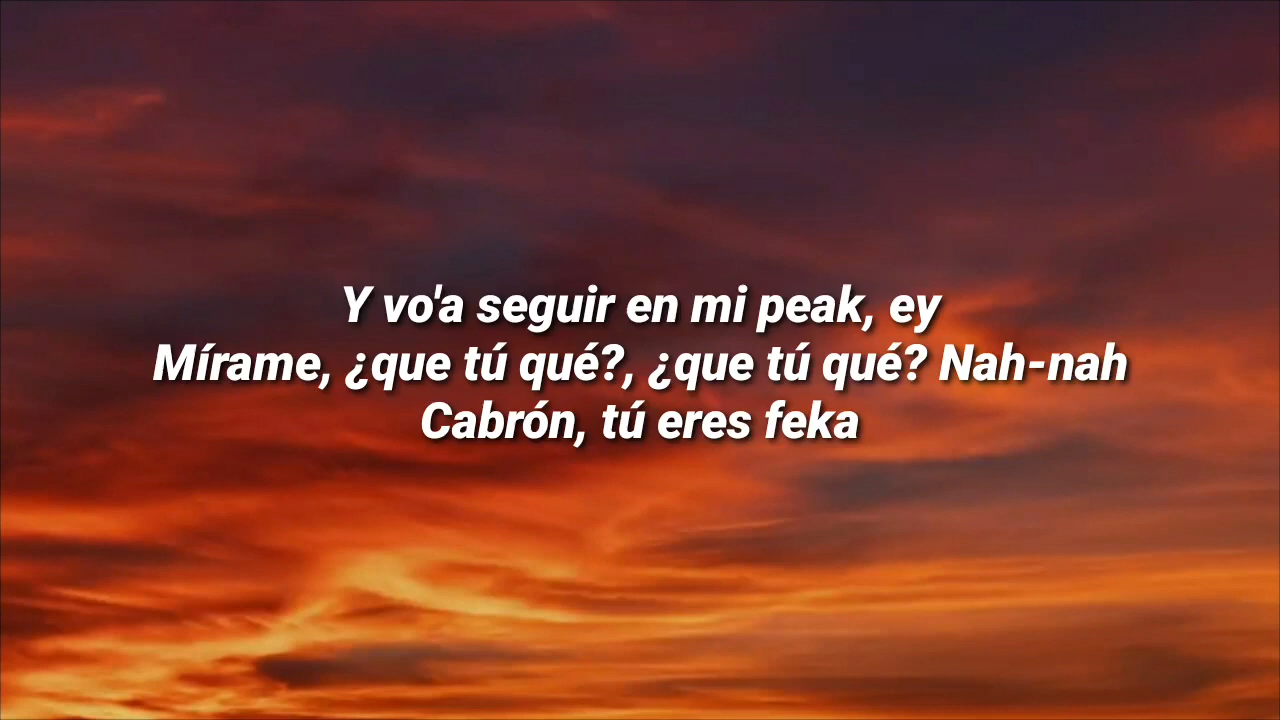 Y vo'a seguir en mi peak, ey
Mírame, ¿que tú qué?, ¿que tú qué? Nah-nah
Cabrón, tú eres feka